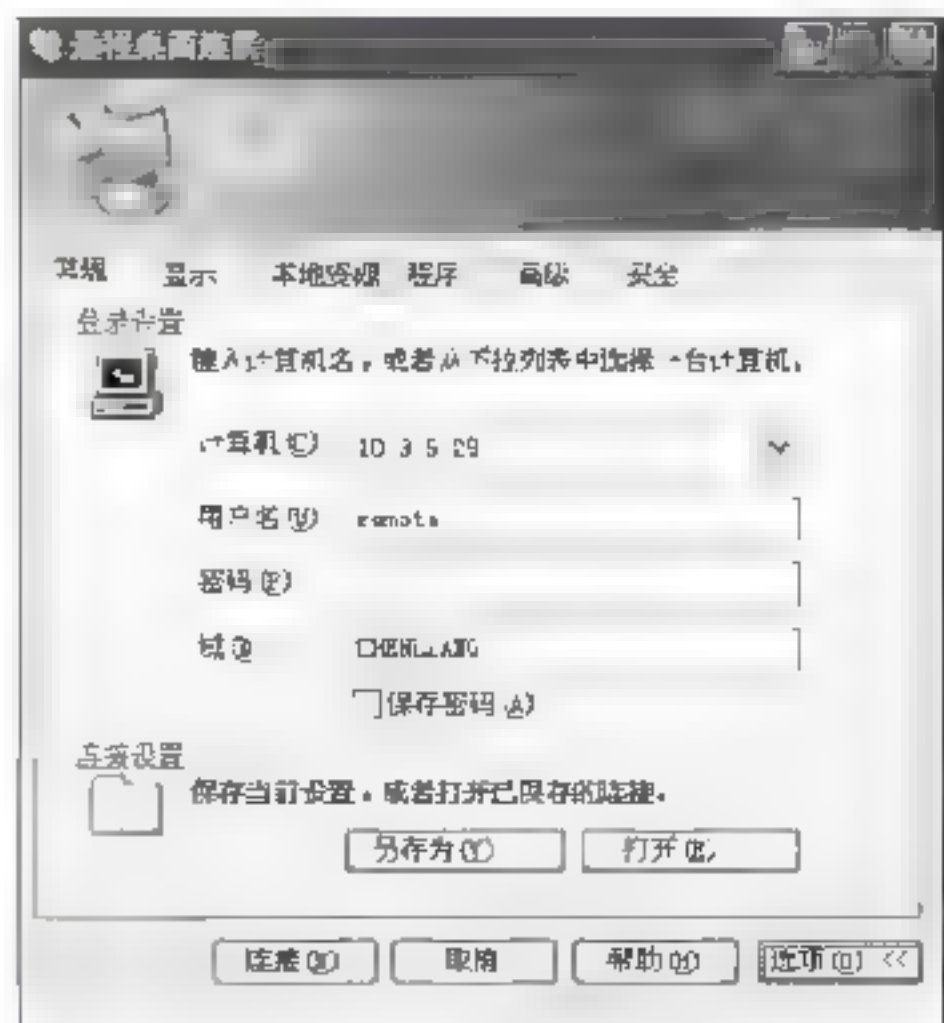 远程桌面连接
常规 显示 本地资源 程序 高级 安全
登录设置
键入计算机名，或者从下拉列表中选择一台计算机。
计算机(C) 10 3 5 29
用户名(U) remote
密码(P)
域(D)
保存密码(A)
连接设置
保存当前设置，或者打开已保存的连接。
另存为(V) 打开(E)
连接(N) 取消 帮助(H) 选项(O) <<